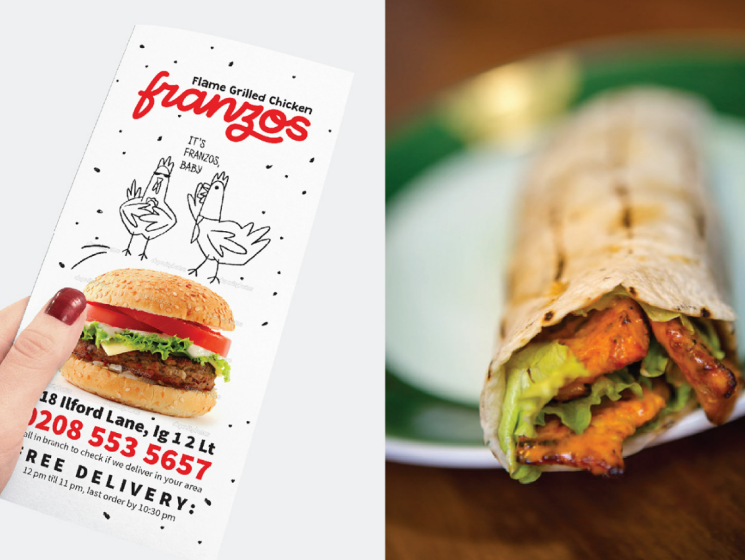 Flame Grilled Chicken
franzos
IT'S
FRANZOS,
BABY
18 Ilford Lane, Ig 1 2 Lt
0208 553 5657
all in branch to check if we deliver in your area
FREE DELIVERY:
12 pm till 11 pm, last order by 10:30 pm